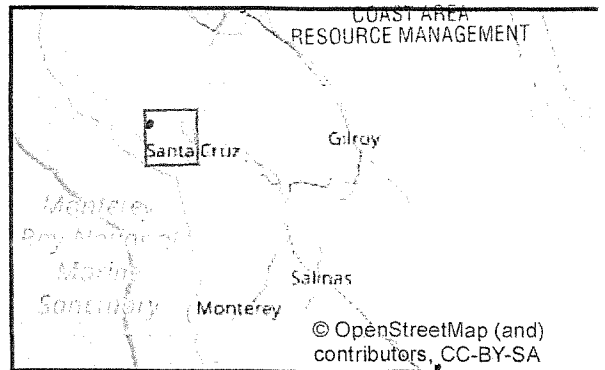 COAST AREA
RESOURCE MANAGEMENT
Gilroy
Santa Cruz
Monterey
Bay National
Marine
Sanctuary
Salinas
Monterey
© OpenStreetMap (and)
contributors, CC-BY-SA